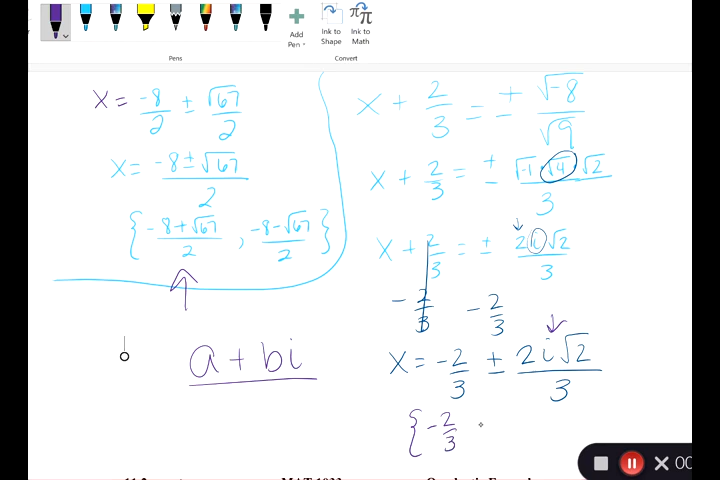 Add Pen
Ink to Shape
Ink to Math
Pens
Convert
x = -8/2 ± √67/2
x = (-8 ± √67)/2
{(-8+√67)/2, (-8-√67)/2}
a + bi
x + 2/3 = ± √-8/√9
x + 2/3 = ± (√-1 · √4 · √2)/3
x + 2/3 = ± 2i√2/3
-2/3 -2/3
x = -2/3 ± 2i√2/3
{-2/3
00